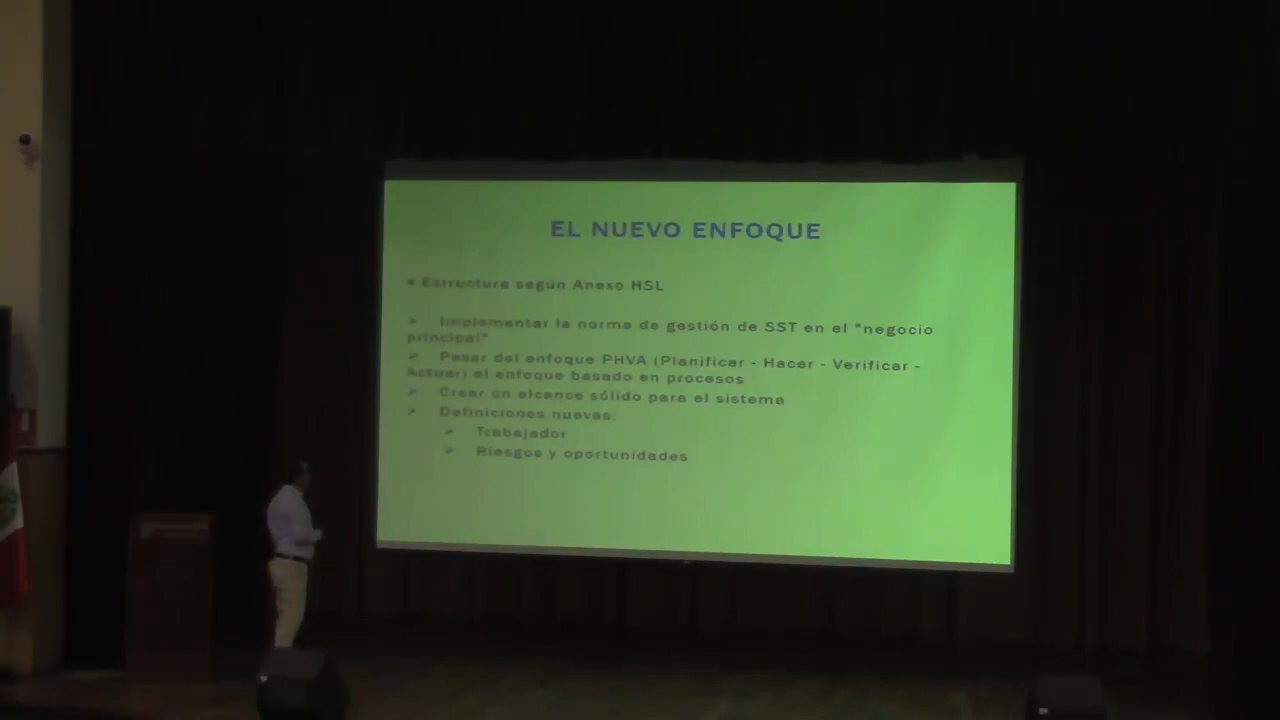 EL NUEVO ENFOQUE
• Estructura según Anexo HSL
➢ Implementar la norma de gestión de SST en el "negocio
principal"
➢ Pasar del enfoque PHVA (Planificar - Hacer - Verificar -
Actuar) al enfoque basado en procesos
➢ Crear un alcance sólido para el sistema
➢ Definiciones nuevas:
➢ Trabajador
➢ Riesgos y oportunidades